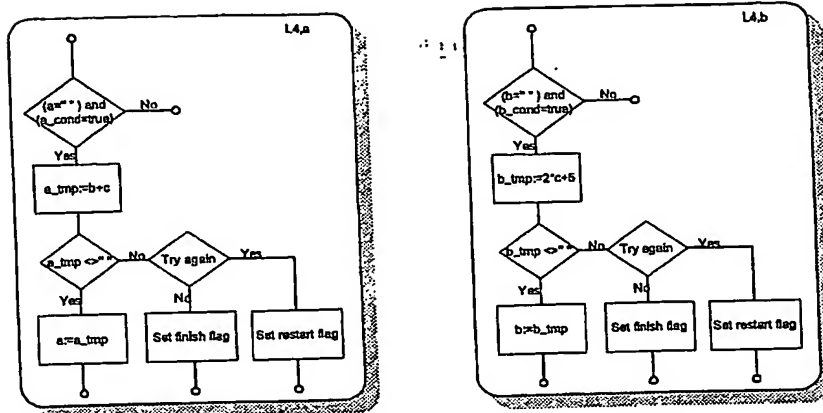 L4,a
(a="") and
(a_cond=true)
No
Yes
a_tmp:=b+c
a_tmp <>""
No
Try again
Yes
Yes
No
a:=a_tmp
Set finish flag
Set restart flag
L4,b
(b="") and
(b_cond=true)
No
Yes
b_tmp:=2*c+5
b_tmp <>""
No
Try again
Yes
Yes
No
b:=b_tmp
Set finish flag
Set restart flag